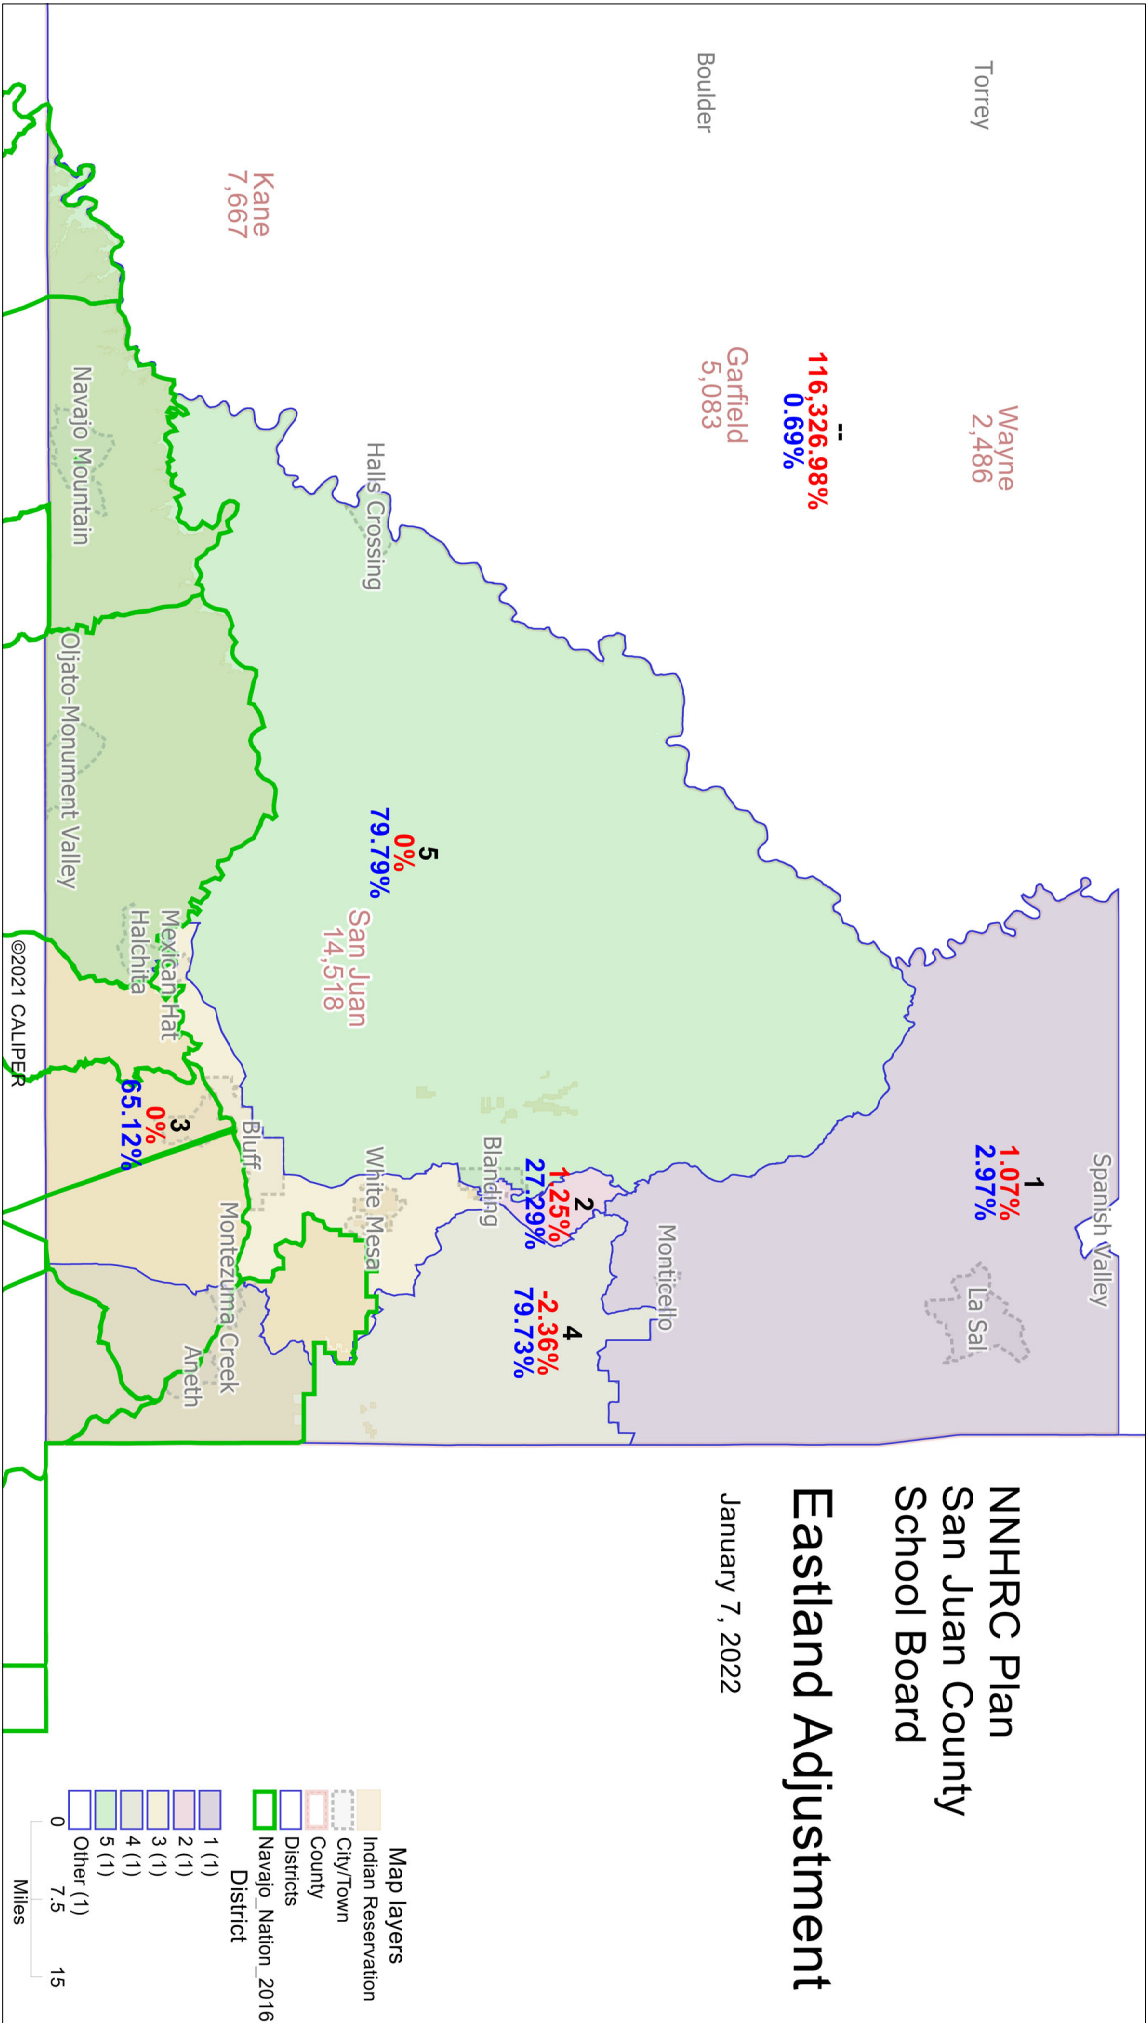 NNHRC Plan
San Juan County
School Board
Eastland Adjustment
January 7, 2022
Torrey
Boulder
Wayne
2,486
--
116,326.98%
0.69%
Garfield
5,083
Kane
7,667
Spanish Valley
1
1.07%
2.97%
La Sal
Monticello
2
1.25%
27.29%
4
-2.36%
79.73%
Blanding
5
0%
79.79%
San Juan
14,518
Halls Crossing
White Mesa
Bluff
Montezuma Creek
Aneth
3
0%
65.12%
Mexican Hat
Halchita
Navajo Mountain
Oljato-Monument Valley
©2021 CALIPER
Map layers
Indian Reservation
City/Town
County
Districts
Navajo_Nation_2016
District
1 (1)
2 (1)
3 (1)
4 (1)
5 (1)
Other (1)
0 7.5 15
Miles